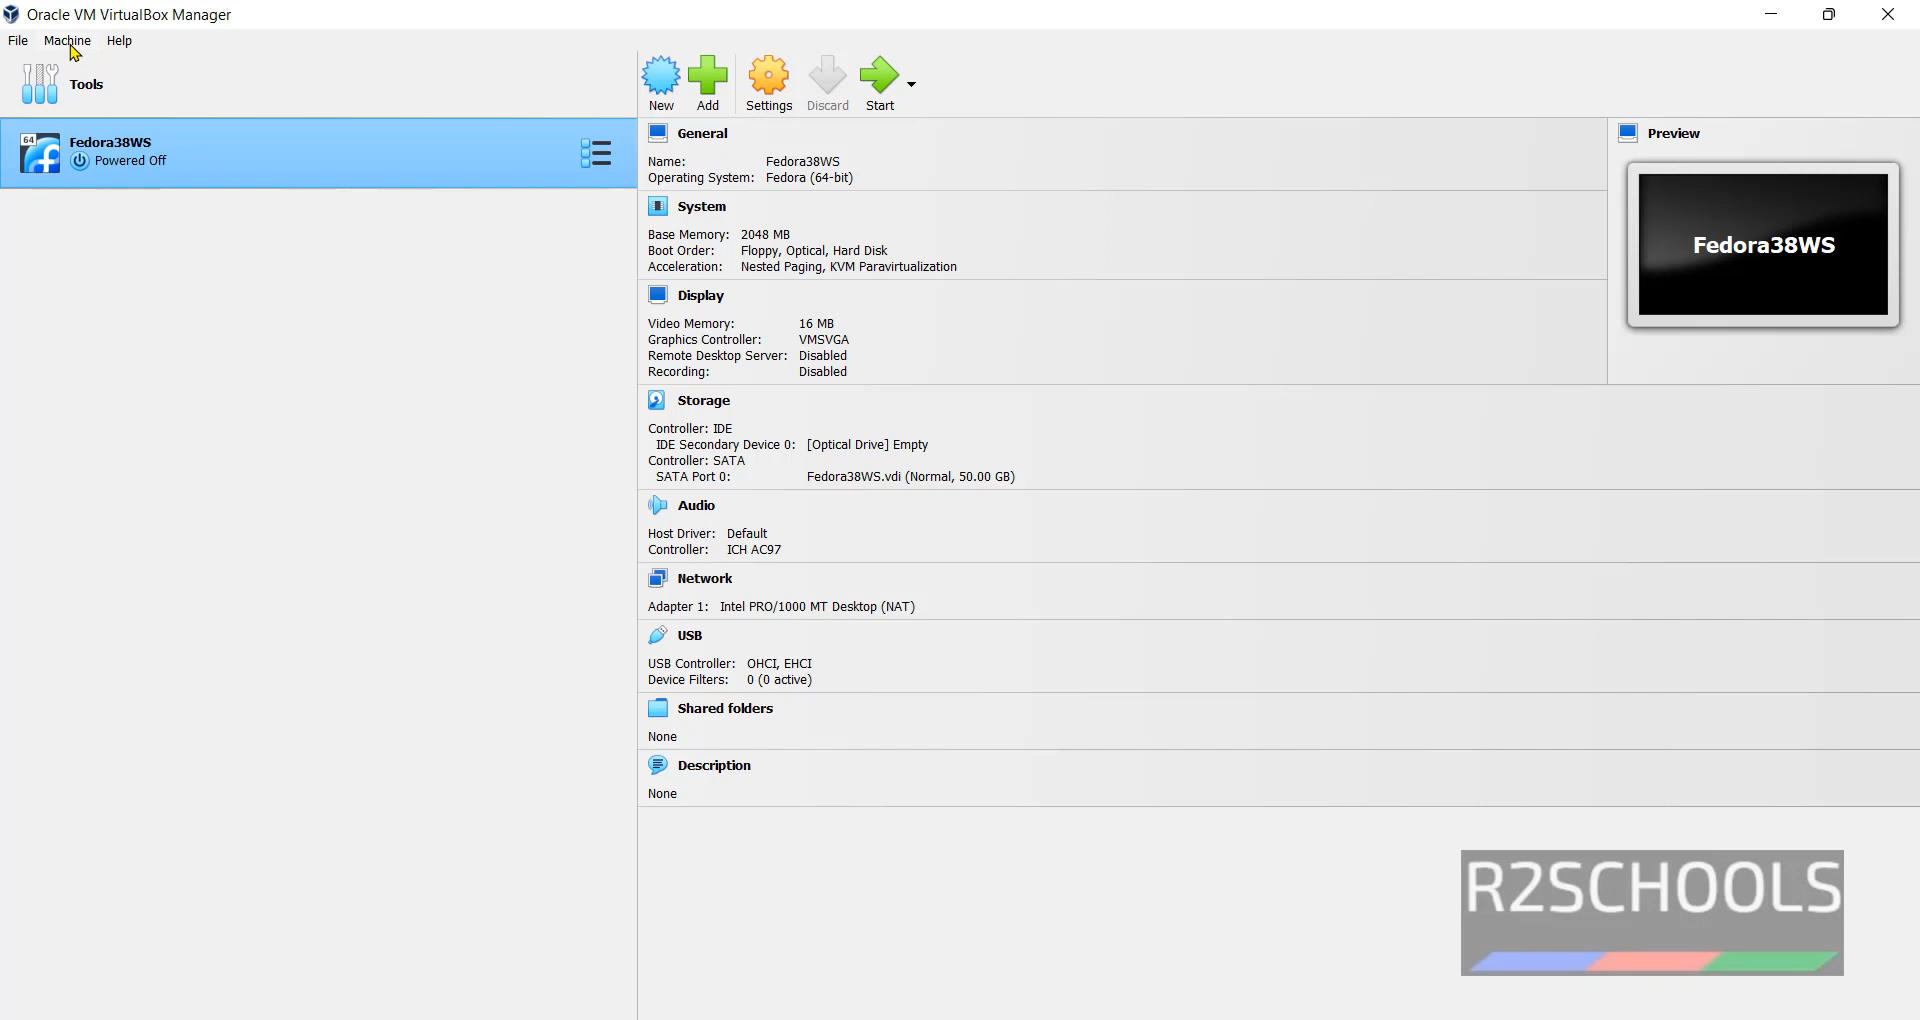 Oracle VM VirtualBox Manager
File Machine Help
Tools
New Add Settings Discard Start
64
Fedora38WS
Powered Off
General
Name: Fedora38WS
Operating System: Fedora (64-bit)
Preview
Fedora38WS
System
Base Memory: 2048 MB
Boot Order: Floppy, Optical, Hard Disk
Acceleration: Nested Paging, KVM Paravirtualization
Display
Video Memory: 16 MB
Graphics Controller: VMSVGA
Remote Desktop Server: Disabled
Recording: Disabled
Storage
Controller: IDE
IDE Secondary Device 0: [Optical Drive] Empty
Controller: SATA
SATA Port 0: Fedora38WS.vdi (Normal, 50.00 GB)
Audio
Host Driver: Default
Controller: ICH AC97
Network
Adapter 1: Intel PRO/1000 MT Desktop (NAT)
USB
USB Controller: OHCI, EHCI
Device Filters: 0 (0 active)
Shared folders
None
Description
None
R2SCHOOLS